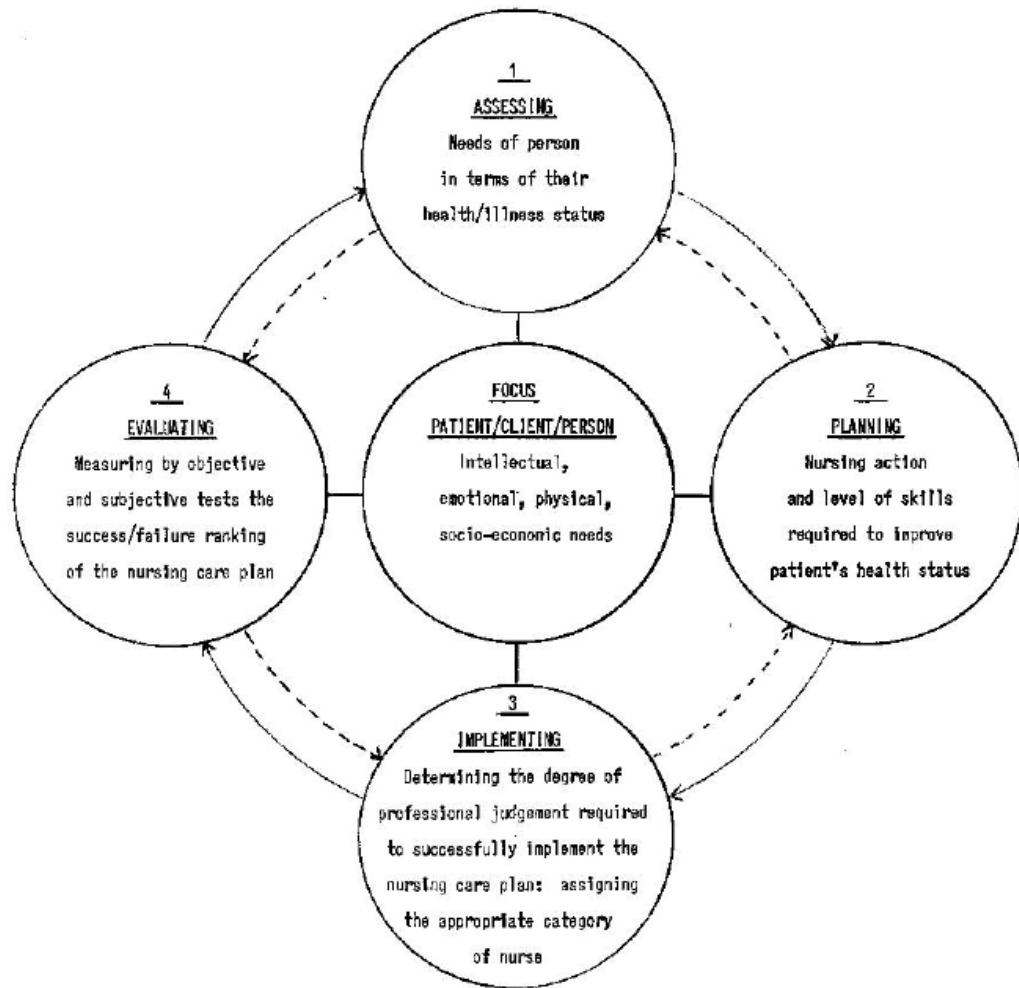 1
ASSESSING
Needs of person
in terms of their
health/illness status
4
EVALUATING
Measuring by objective
and subjective tests the
success/failure ranking
of the nursing care plan
FOCUS
PATIENT/CLIENT/PERSON
Intellectual,
emotional, physical,
socio-economic needs
2
PLANNING
Nursing action
and level of skills
required to improve
patient's health status
3
IMPLEMENTING
Determining the degree of
professional judgement required
to successfully implement the
nursing care plan: assigning
the appropriate category
of nurse